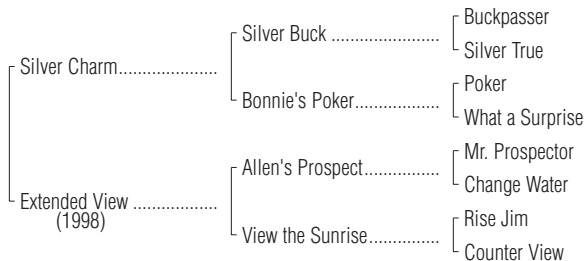 Buckpasser
Silver Buck ....................
Silver True
Silver Charm....................
Poker
Bonnie's Poker.................
What a Surprise
Mr. Prospector
Allen's Prospect...............
Change Water
Extended View .................
(1998)
Rise Jim
View the Sunrise..............
Counter View